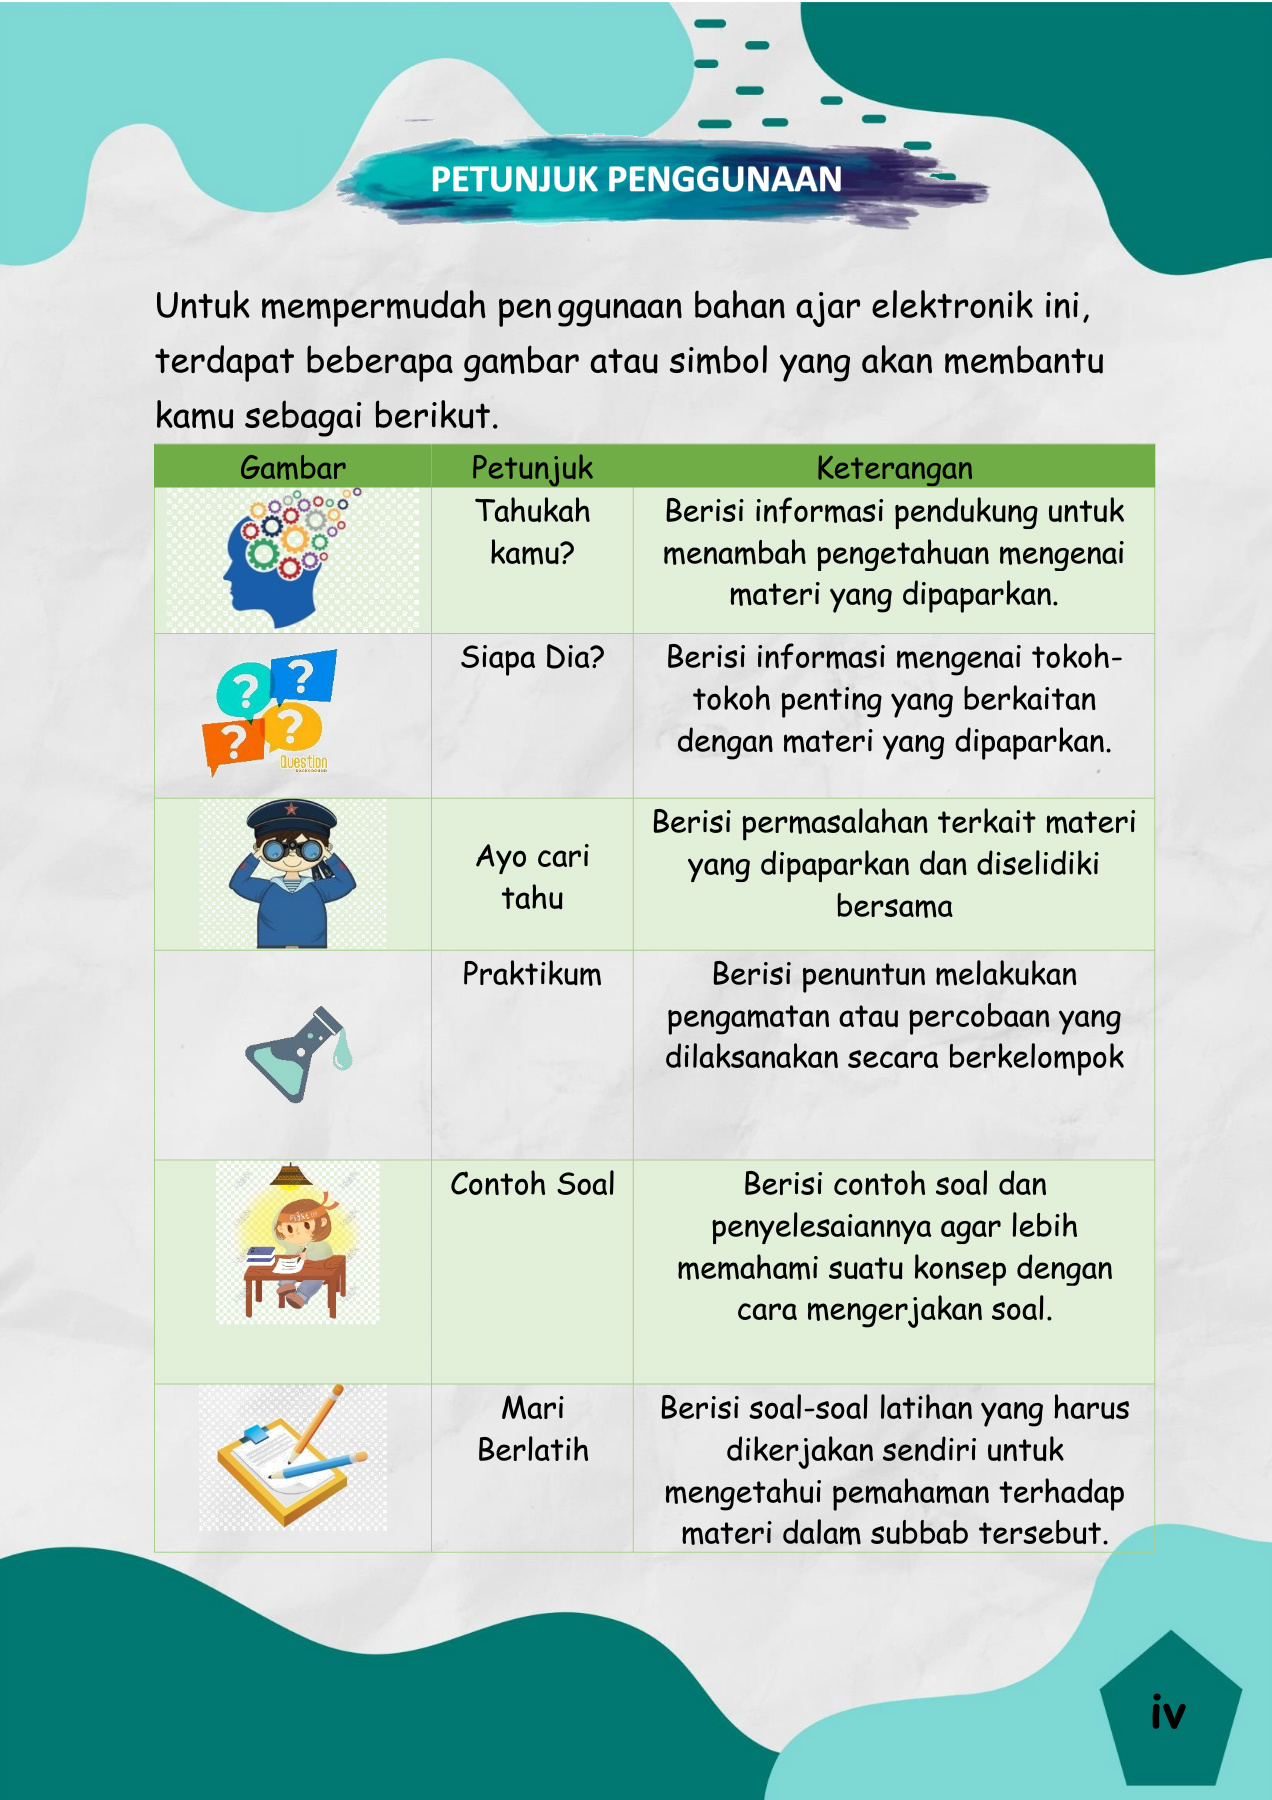 PETUNJUK PENGGUNAAN
Untuk mempermudah penggunaan bahan ajar elektronik ini,
terdapat beberapa gambar atau simbol yang akan membantu
kamu sebagai berikut.
Gambar Petunjuk Keterangan
Tahukah
kamu?
Berisi informasi pendukung untuk
menambah pengetahuan mengenai
materi yang dipaparkan.
? ?
? ?
Question
BACKGROUND
Siapa Dia?
Berisi informasi mengenai tokoh-
tokoh penting yang berkaitan
dengan materi yang dipaparkan.
Ayo cari
tahu
Berisi permasalahan terkait materi
yang dipaparkan dan diselidiki
bersama
Praktikum
Berisi penuntun melakukan
pengamatan atau percobaan yang
dilaksanakan secara berkelompok
Contoh Soal
Berisi contoh soal dan
penyelesaiannya agar lebih
memahami suatu konsep dengan
cara mengerjakan soal.
Mari
Berlatih
Berisi soal-soal latihan yang harus
dikerjakan sendiri untuk
mengetahui pemahaman terhadap
materi dalam subbab tersebut.
iv